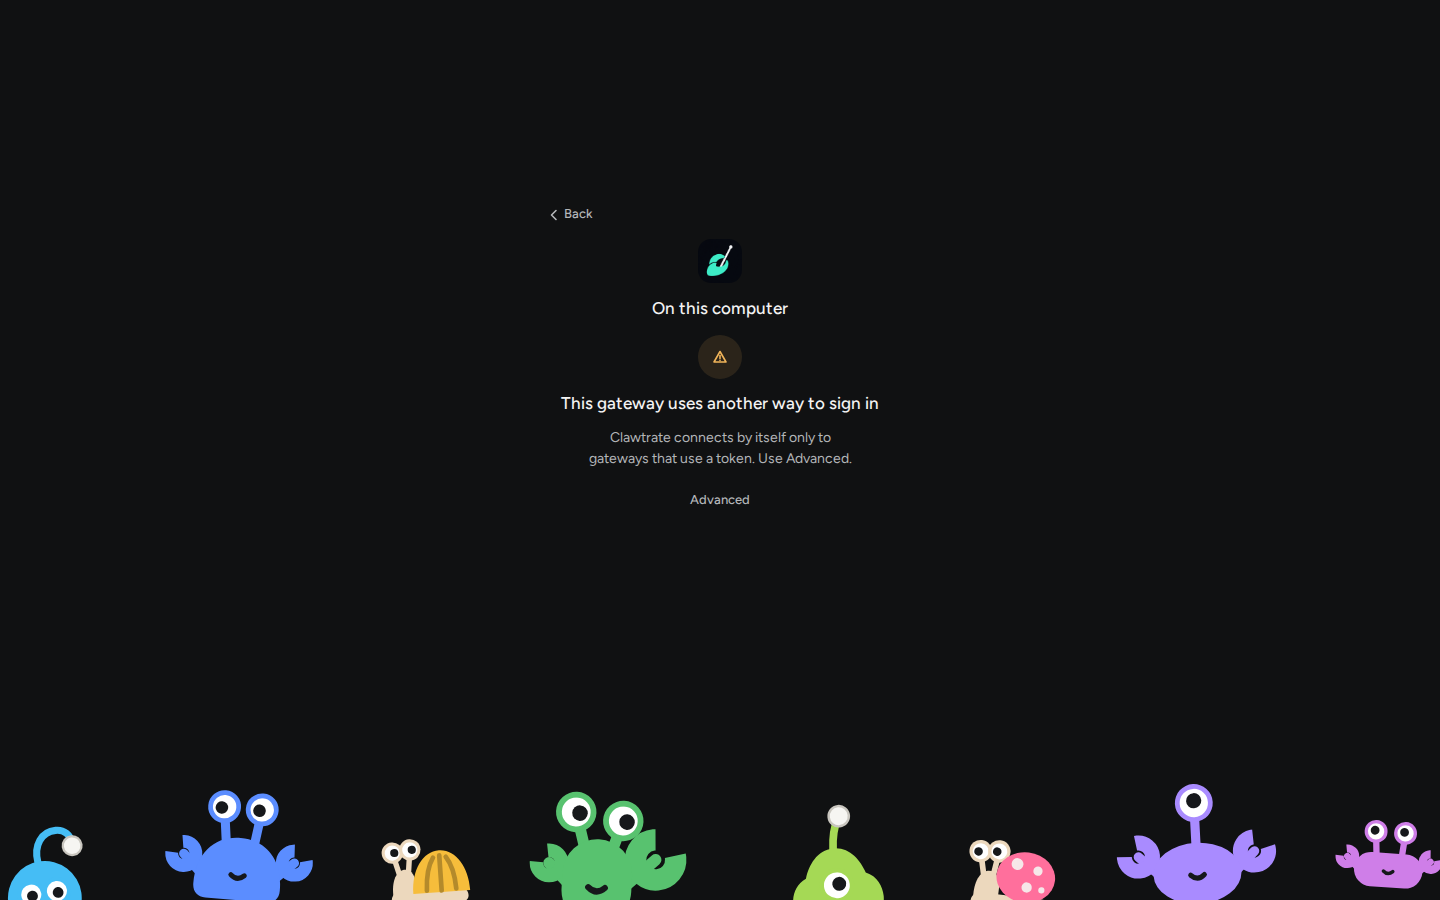 Back
On this computer
This gateway uses another way to sign in
Clawtrate connects by itself only to
gateways that use a token. Use Advanced.
Advanced